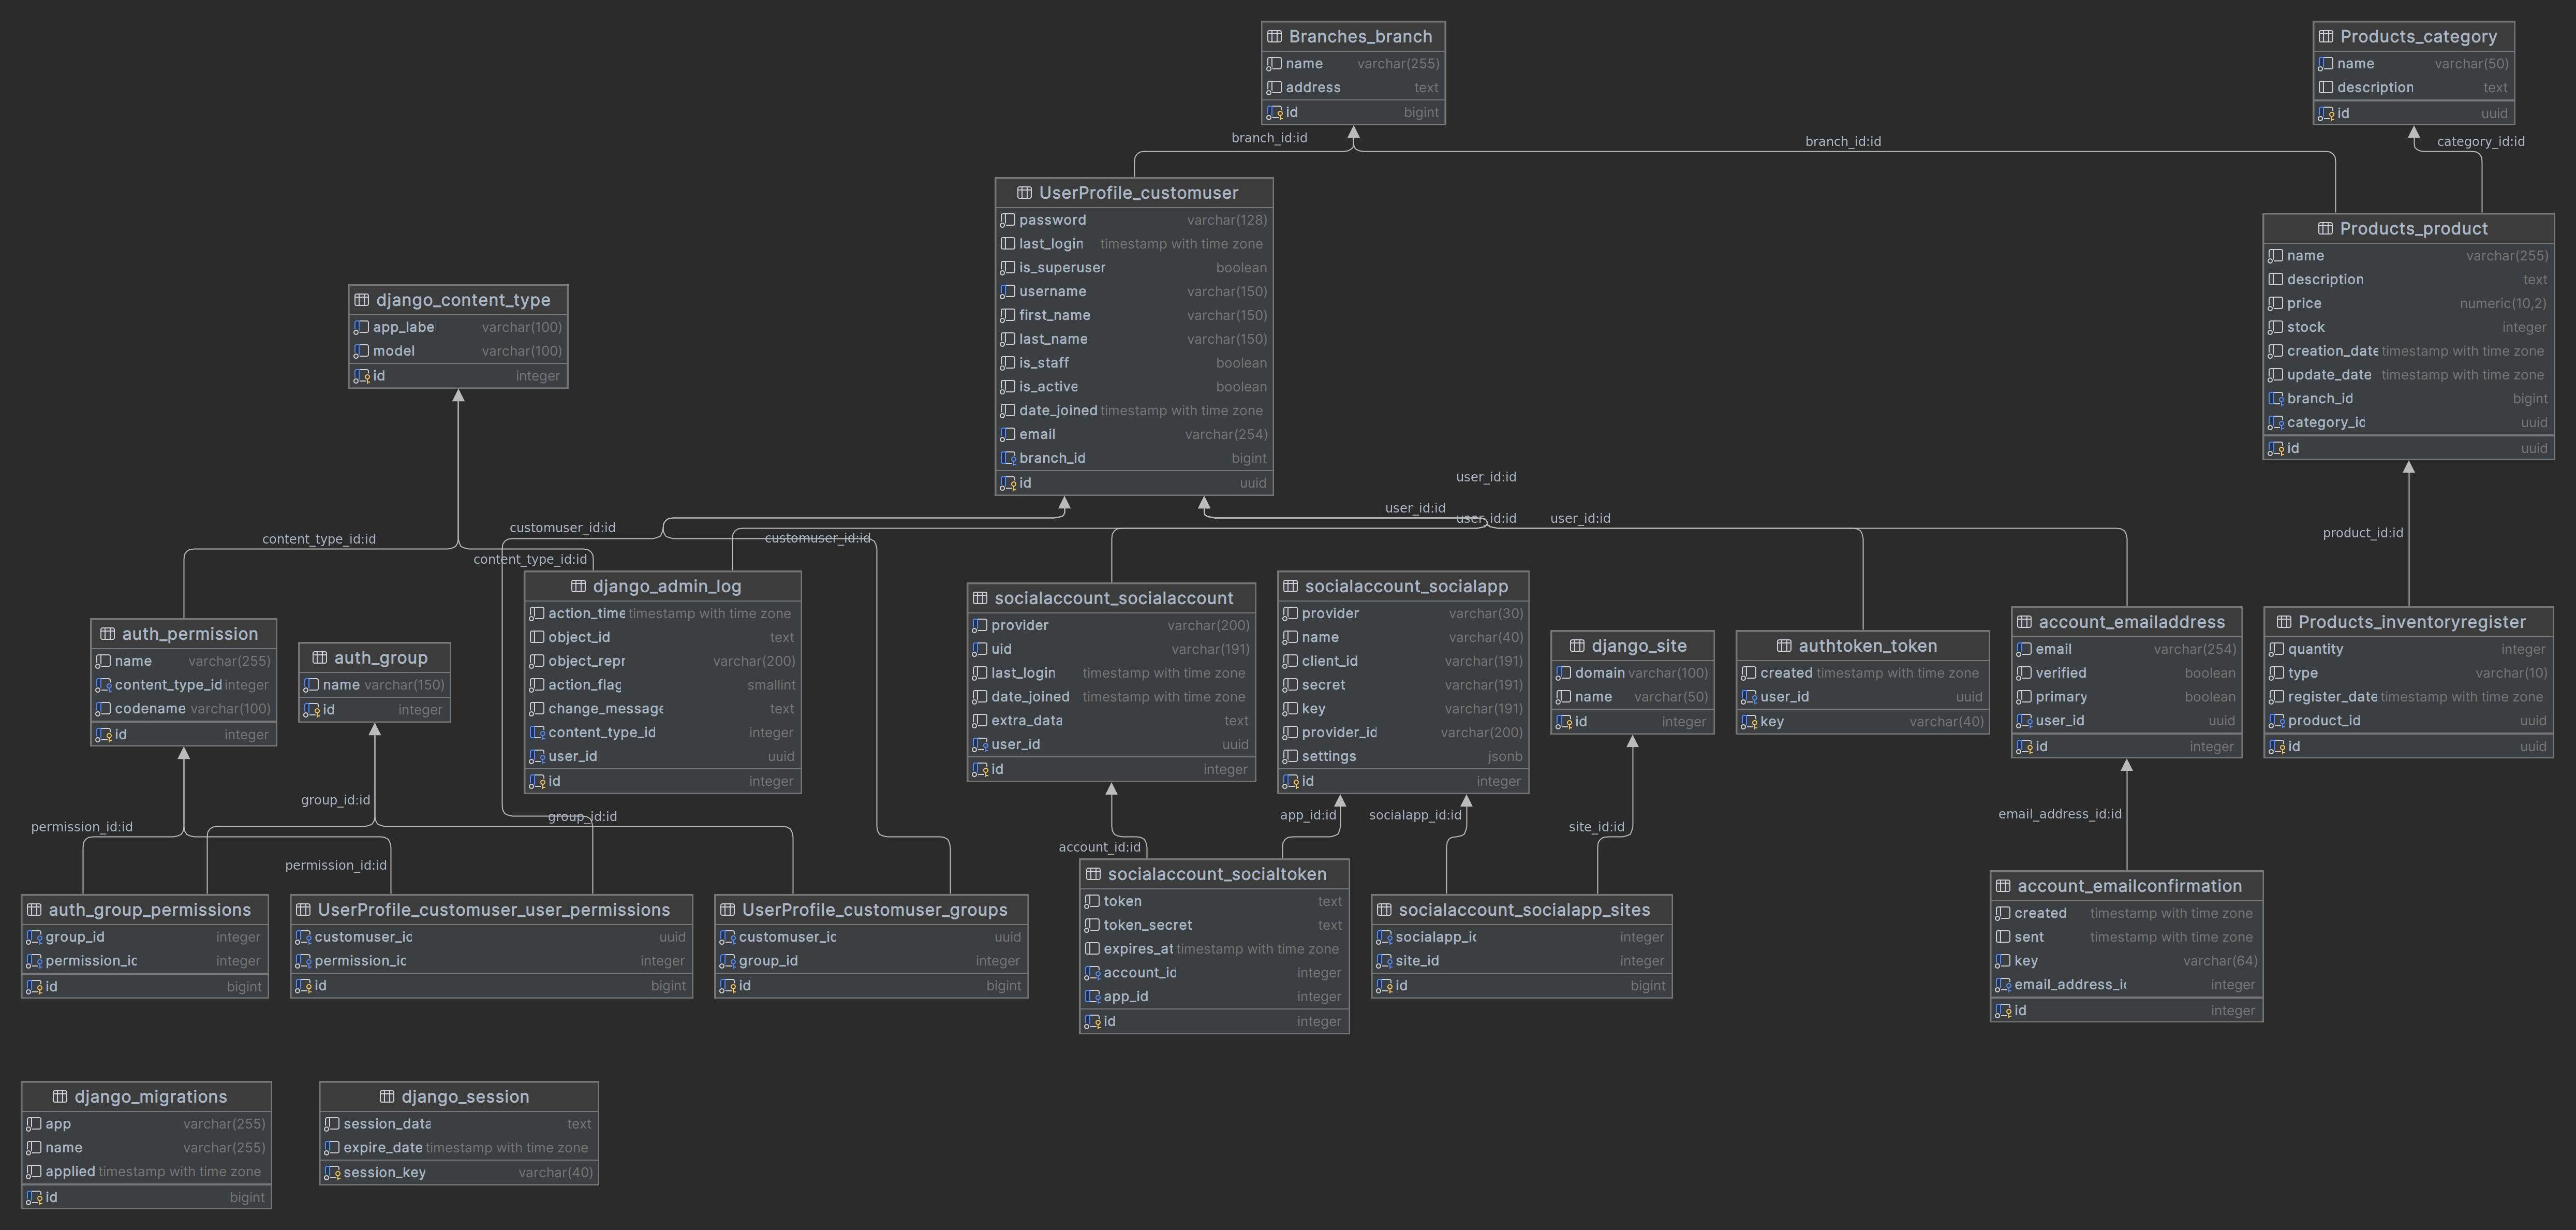 Branches_branch
name varchar(255)
address text
id bigint
Products_category
name varchar(50)
description text
id uuid
branch_id:id
branch_id:id
category_id:id
UserProfile_customuser
password varchar(128)
last_login timestamp with time zone
is_superuser boolean
username varchar(150)
first_name varchar(150)
last_name varchar(150)
is_staff boolean
is_active boolean
date_joined timestamp with time zone
email varchar(254)
branch_id bigint
id uuid
Products_product
name varchar(255)
description text
price numeric(10,2)
stock integer
creation_date timestamp with time zone
update_date timestamp with time zone
branch_id bigint
category_id uuid
id uuid
django_content_type
app_label varchar(100)
model varchar(100)
id integer
user_id:id
user_id:id
user_id:id
user_id:id
customuser_id:id
customuser_id:id
content_type_id:id
content_type_id:id
product_id:id
auth_permission
name varchar(255)
content_type_id integer
codename varchar(100)
id integer
auth_group
name varchar(150)
id integer
django_admin_log
action_time timestamp with time zone
object_id text
object_repr varchar(200)
action_flag smallint
change_message text
content_type_id integer
user_id uuid
id integer
socialaccount_socialaccount
provider varchar(200)
uid varchar(191)
last_login timestamp with time zone
date_joined timestamp with time zone
extra_data text
user_id uuid
id integer
socialaccount_socialapp
provider varchar(30)
name varchar(40)
client_id varchar(191)
secret varchar(191)
key varchar(191)
provider_id varchar(200)
settings jsonb
id integer
django_site
domain varchar(100)
name varchar(50)
id integer
authtoken_token
created timestamp with time zone
user_id uuid
key varchar(40)
account_emailaddress
email varchar(254)
verified boolean
primary boolean
user_id uuid
id integer
Products_inventoryregister
quantity integer
type varchar(10)
register_date timestamp with time zone
product_id uuid
id uuid
permission_id:id
group_id:id
group_id:id
permission_id:id
account_id:id
app_id:id
socialapp_id:id
site_id:id
email_address_id:id
auth_group_permissions
group_id integer
permission_id integer
id bigint
UserProfile_customuser_user_permissions
customuser_id uuid
permission_id integer
id bigint
UserProfile_customuser_groups
customuser_id uuid
group_id integer
id bigint
socialaccount_socialtoken
token text
token_secret text
expires_at timestamp with time zone
account_id integer
app_id integer
id integer
socialaccount_socialapp_sites
socialapp_id integer
site_id integer
id bigint
account_emailconfirmation
created timestamp with time zone
sent timestamp with time zone
key varchar(64)
email_address_id integer
id integer
django_migrations
app varchar(255)
name varchar(255)
applied timestamp with time zone
id bigint
django_session
session_data text
expire_date timestamp with time zone
session_key varchar(40)